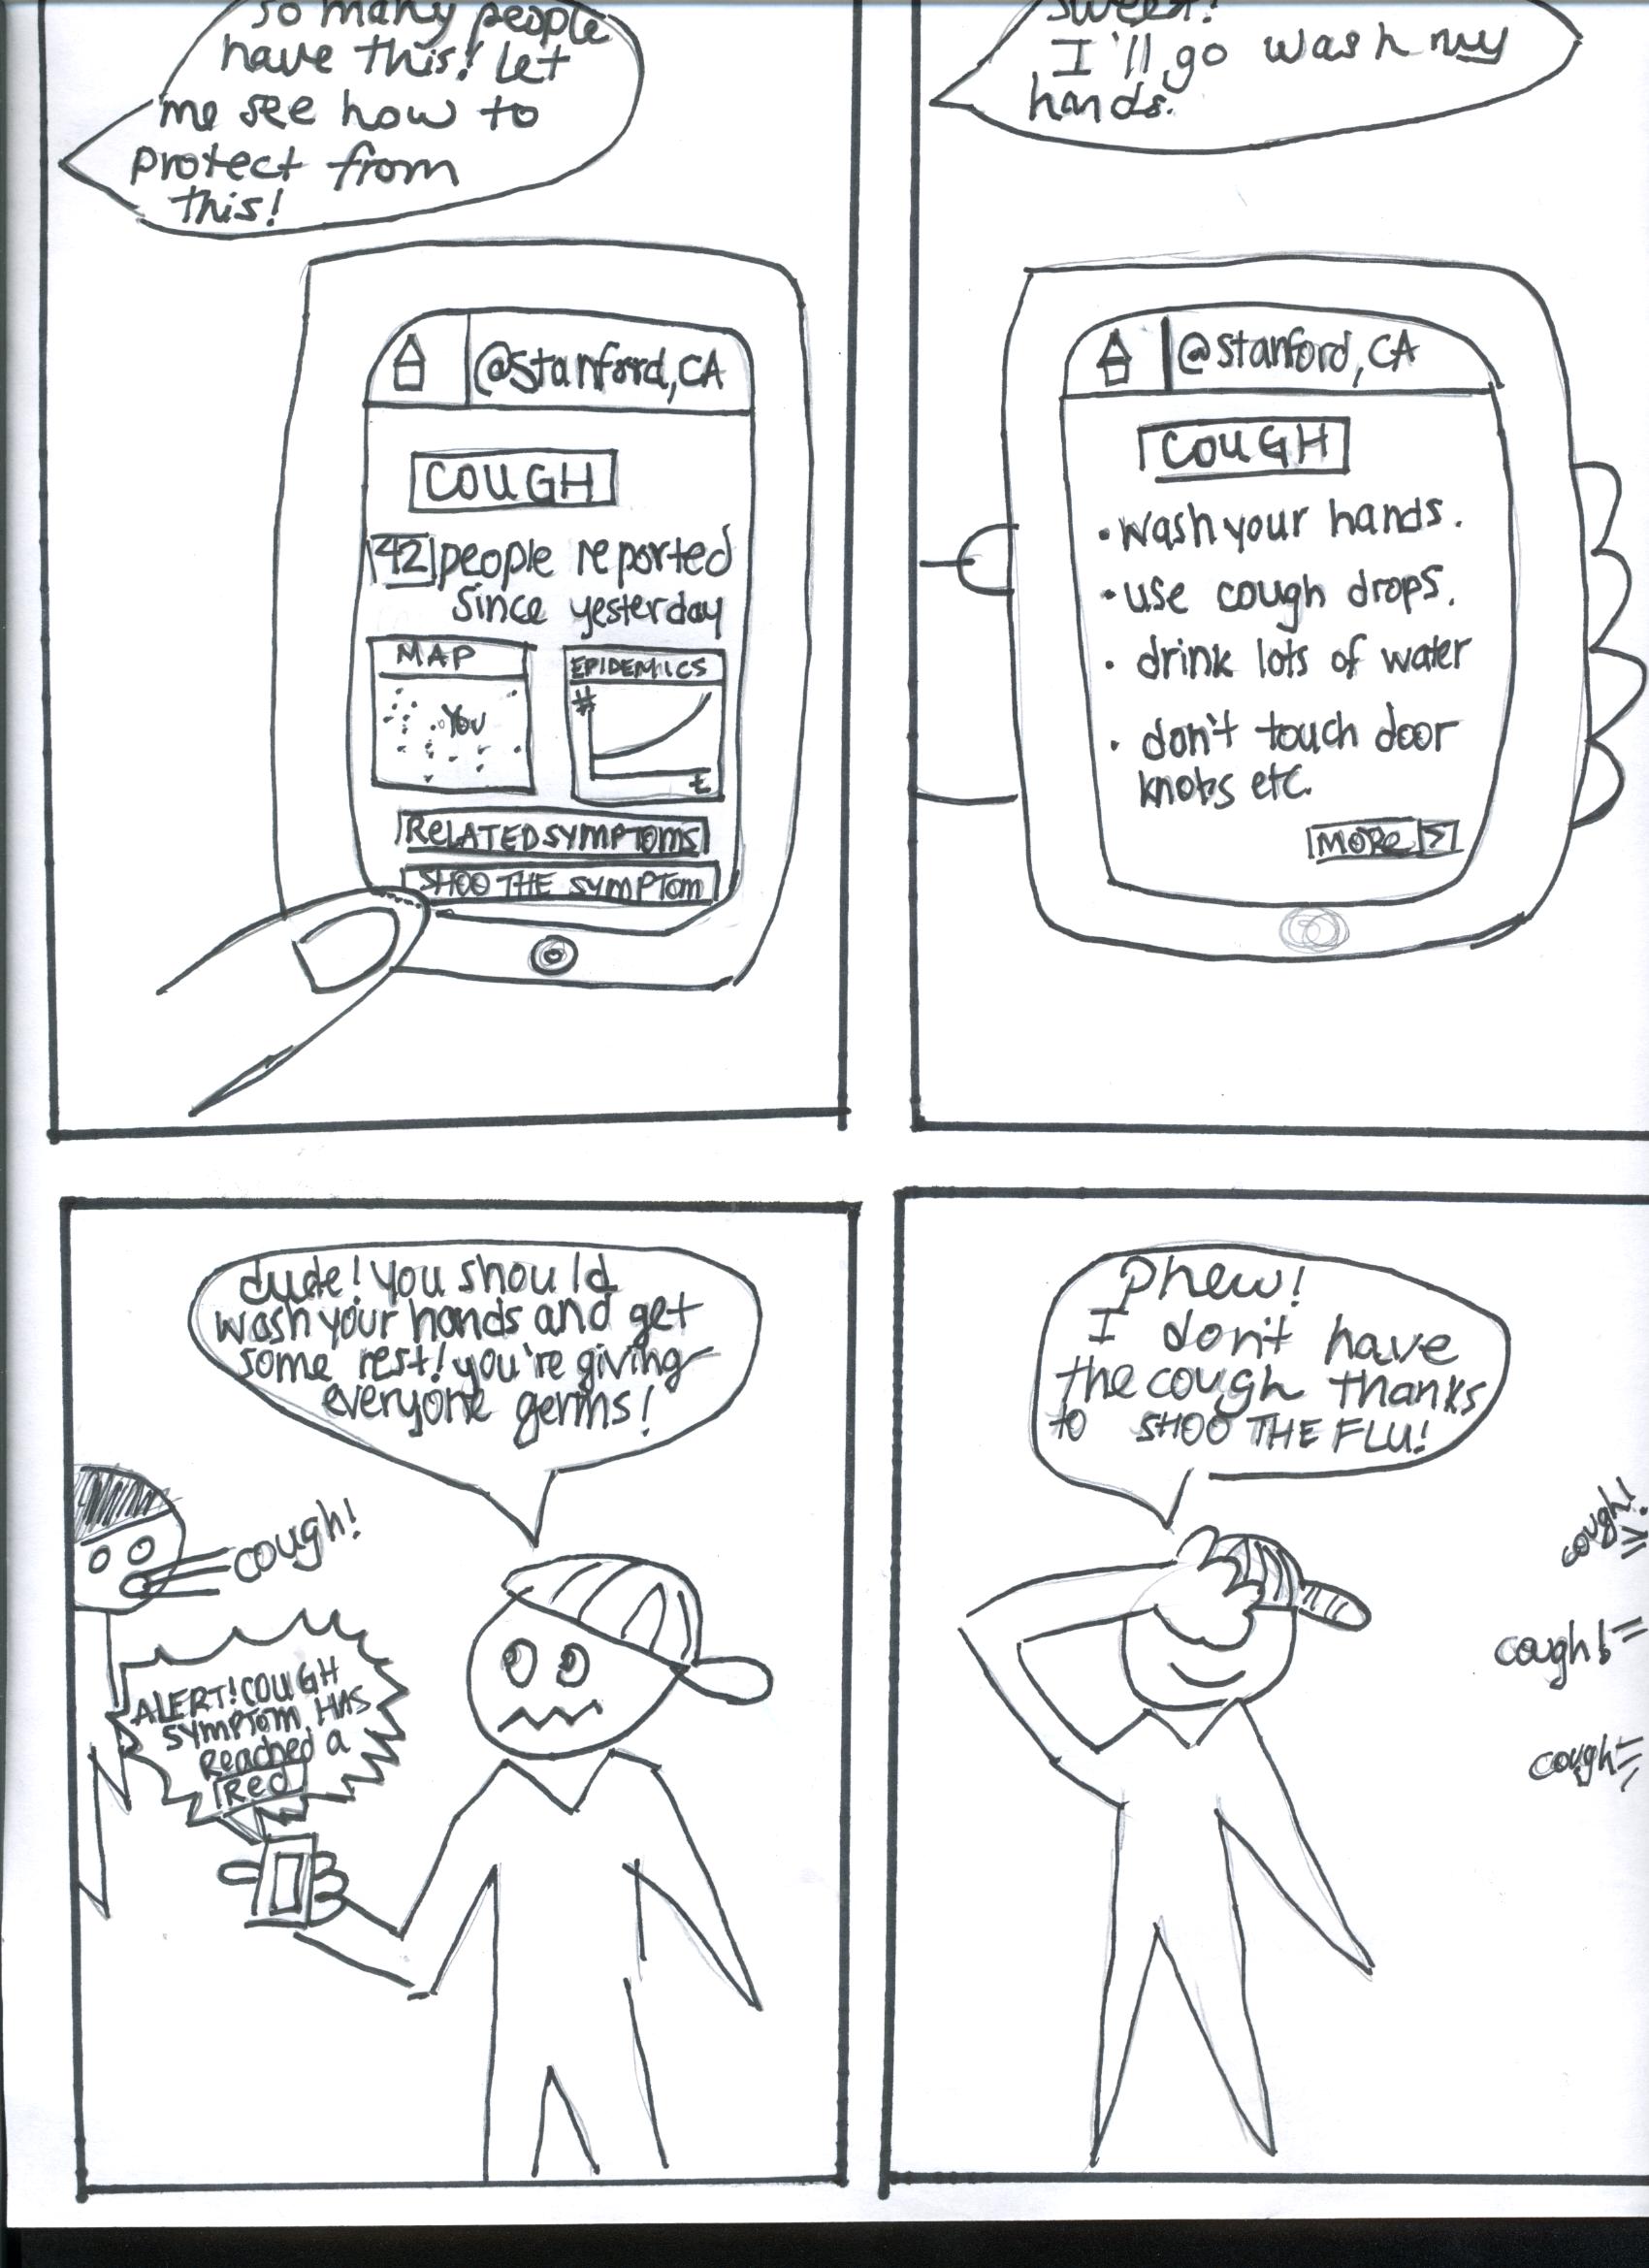 so many people
have this! let
me see how to
protect from
this!
@stanford, CA
COUGH
42 people reported
since yesterday
MAP
You
EPIDEMICS
#
t
RELATED SYMPTOMS
SHOO THE SYMPTOM
sweet!
I'll go wash my
hands.
@stanford, CA
COUGH
• wash your hands.
• use cough drops.
• drink lots of water
• don't touch door
knobs etc.
MORE >
dude! you should
wash your hands and get
some rest! you're giving
everyone germs!
cough!
ALERT! COUGH
SYMPTOM HAS
Reached a
Red
Phew!
I don't have
the cough thanks
to SHOO THE FLU!
cough!
cough!
cough